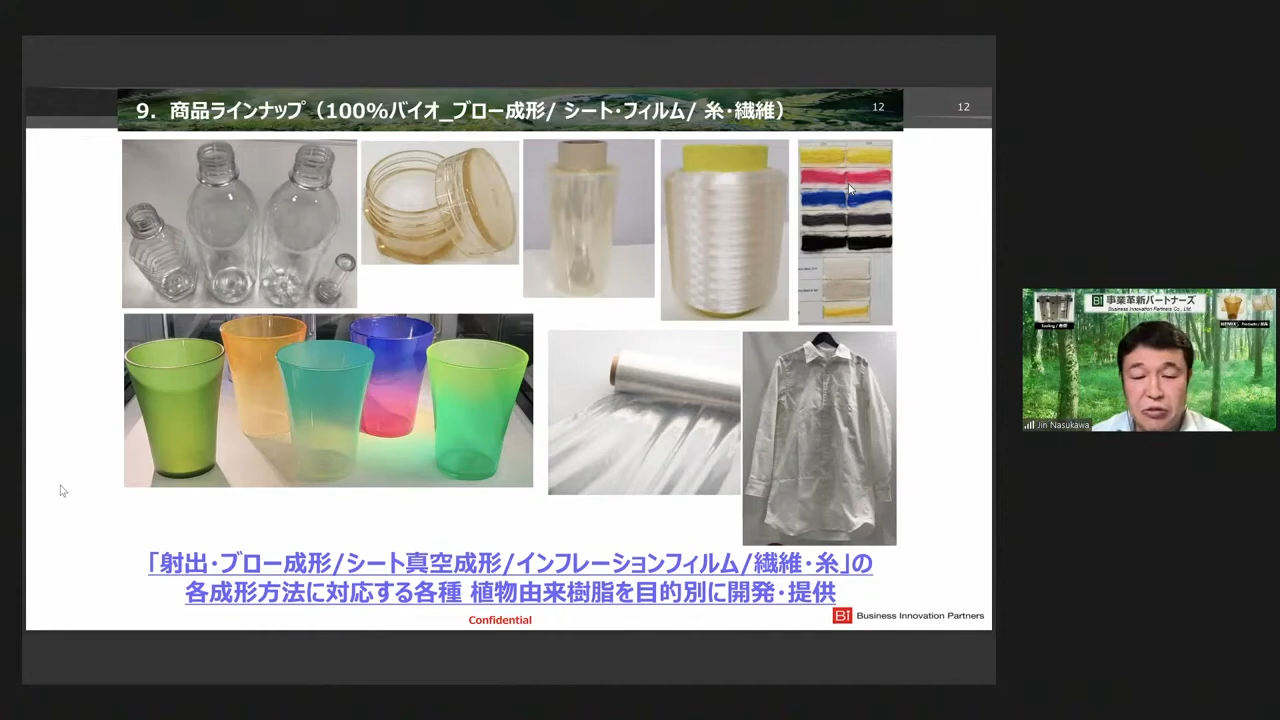 9. 商品ラインナップ（100%バイオ_ブロー成形/ シート・フィルム/ 糸・繊維）
12
12
「射出・ブロー成形/シート真空成形/インフレーションフィルム/繊維・糸」の
各成形方法に対応する各種 植物由来樹脂を目的別に開発・提供
Confidential
Bi Business Innovation Partners
Bi 事業革新パートナーズ
Business Innovation Partners Co., Ltd.
Jin Nasukawa